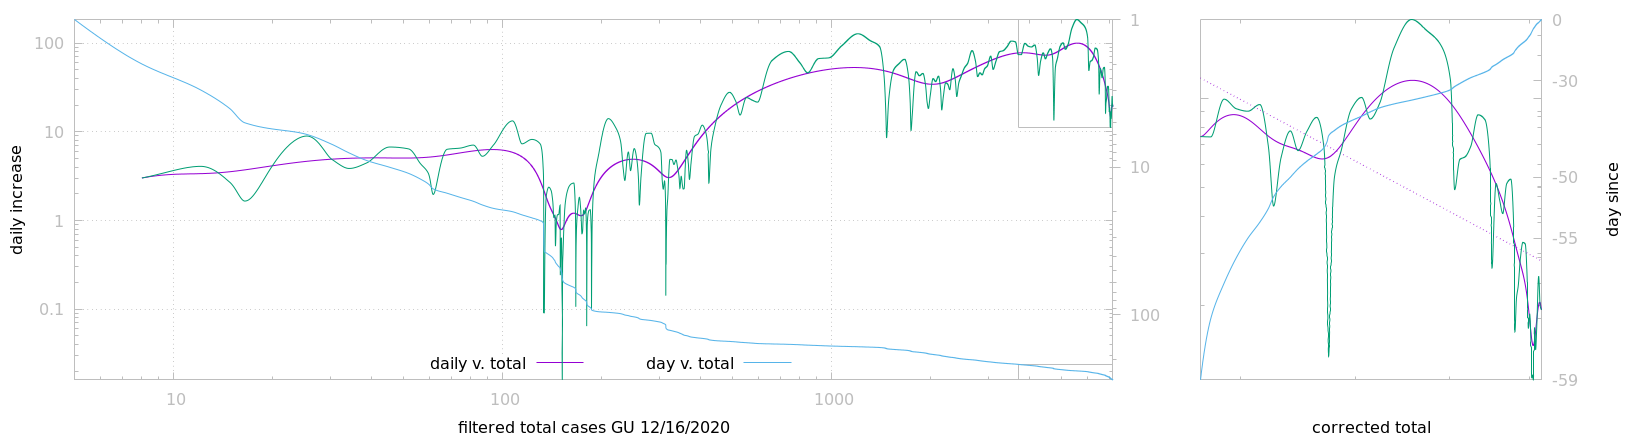 daily increase
100
10
1
0.1
daily v. total
day v. total
10
100
1000
filtered total cases GU 12/16/2020
1
10
100
0
-30
-50
-55
-59
day since
corrected total